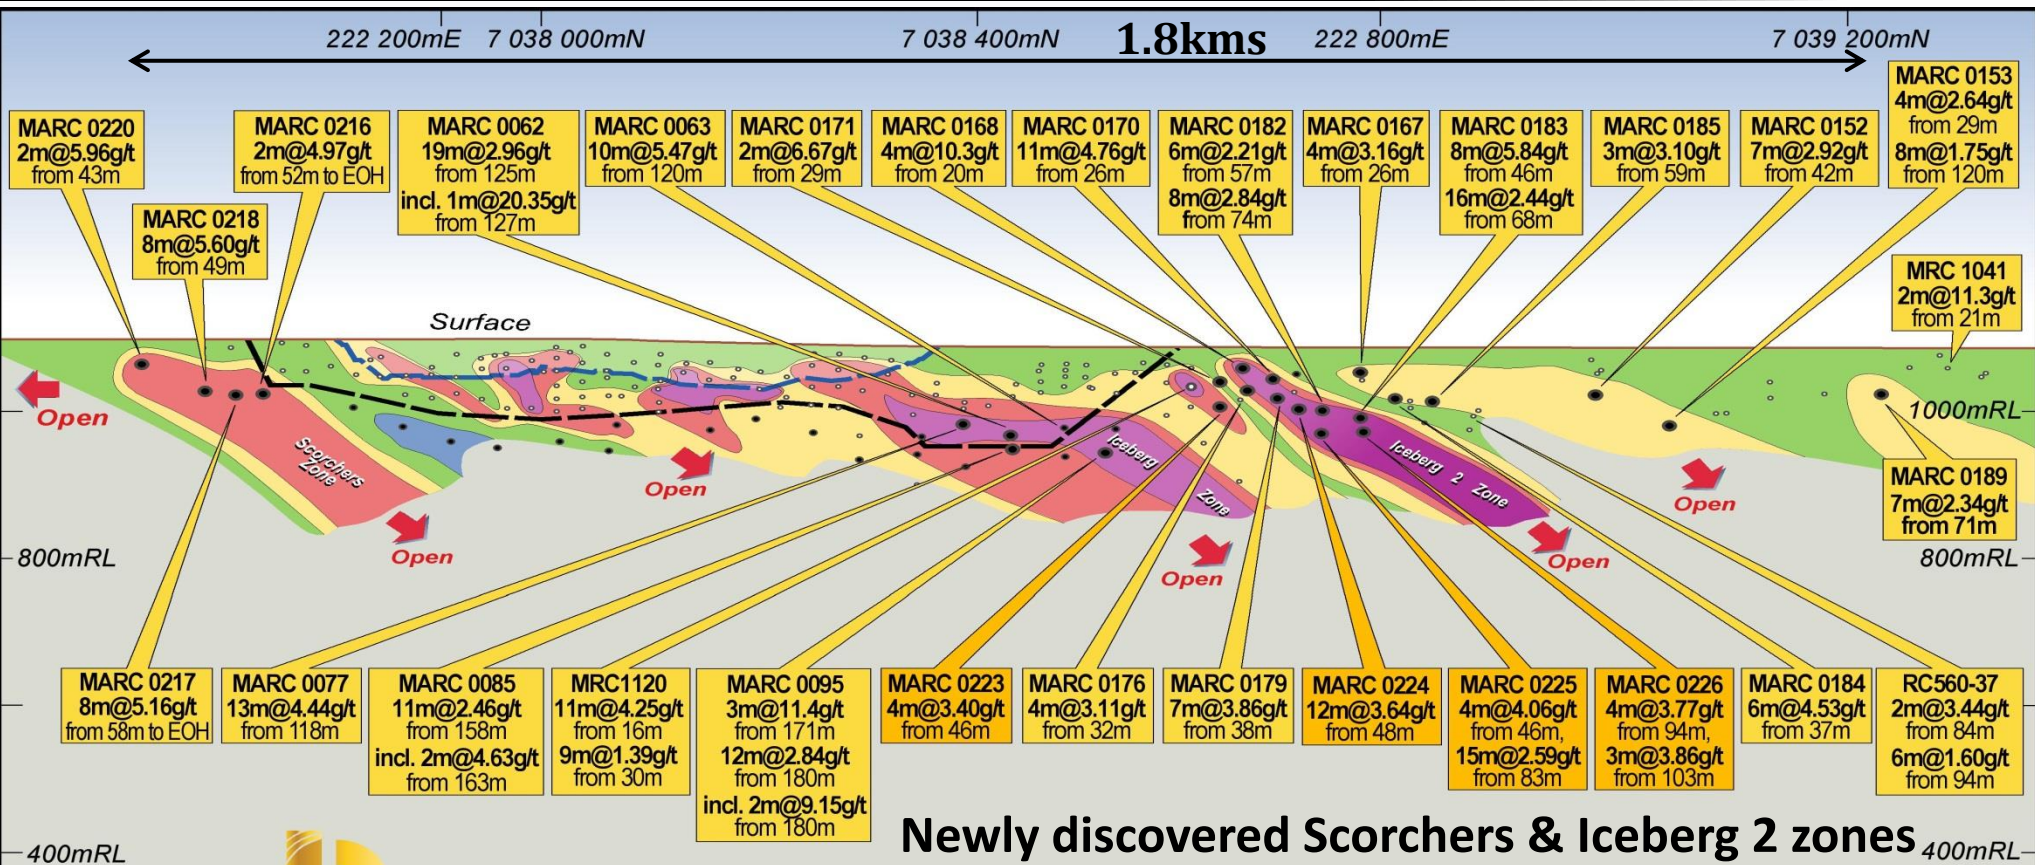 222 200mE
7 038 000mN
7 038 400mN
1.8kms
222 800mE
7 039 200mN
MARC 0153
4m@2.64g/t
from 29m
8m@1.75g/t
from 120m
MARC 0220
2m@5.96g/t
from 43m
MARC 0216
2m@4.97g/t
from 52m to EOH
MARC 0062
19m@2.96g/t
from 125m
incl. 1m@20.35g/t
from 127m
MARC 0063
10m@5.47g/t
from 120m
MARC 0171
2m@6.67g/t
from 29m
MARC 0168
4m@10.3g/t
from 20m
MARC 0170
11m@4.76g/t
from 26m
MARC 0182
6m@2.21g/t
from 57m
8m@2.84g/t
from 74m
MARC 0167
4m@3.16g/t
from 26m
MARC 0183
8m@5.84g/t
from 46m
16m@2.44g/t
from 68m
MARC 0185
3m@3.10g/t
from 59m
MARC 0152
7m@2.92g/t
from 42m
MARC 0218
8m@5.60g/t
from 49m
MRC 1041
2m@11.3g/t
from 21m
Surface
Open
1000mRL
Scorchers
Zone
Iceberg
Zone
Iceberg 2 Zone
Open
Open
Open
Open
Open
MARC 0189
7m@2.34g/t
from 71m
800mRL
800mRL
MARC 0217
8m@5.16g/t
from 58m to EOH
MARC 0077
13m@4.44g/t
from 118m
MARC 0085
11m@2.46g/t
from 158m
incl. 2m@4.63g/t
from 163m
MRC1120
11m@4.25g/t
from 16m
9m@1.39g/t
from 30m
MARC 0095
3m@11.4g/t
from 171m
12m@2.84g/t
from 180m
incl. 2m@9.15g/t
from 180m
MARC 0223
4m@3.40g/t
from 46m
MARC 0176
4m@3.11g/t
from 32m
MARC 0179
7m@3.86g/t
from 38m
MARC 0224
12m@3.64g/t
from 48m
MARC 0225
4m@4.06g/t
from 46m,
15m@2.59g/t
from 83m
MARC 0226
4m@3.77g/t
from 94m,
3m@3.86g/t
from 103m
MARC 0184
6m@4.53g/t
from 37m
RC560-37
2m@3.44g/t
from 84m
6m@1.60g/t
from 94m
Newly discovered Scorchers & Iceberg 2 zones
400mRL
400mRL